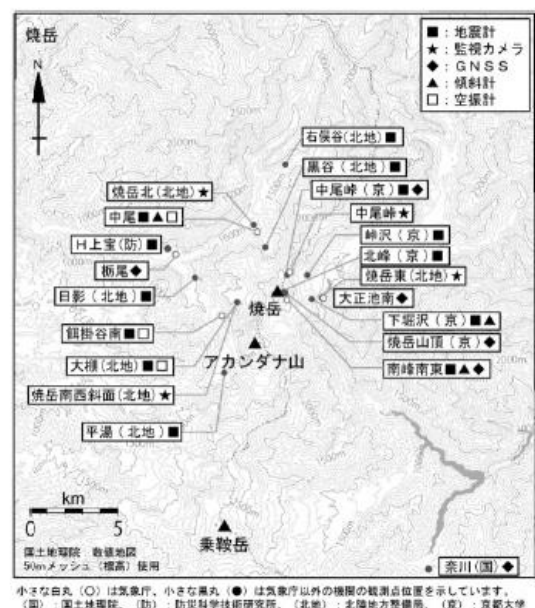 焼岳
N
■：地震計
★：監視カメラ
◆：GNSS
▲：傾斜計
□：空振計
右俣谷(北地)■
黒谷(北地)■
焼岳北(北地)★
中尾峠(京)■◆
中尾■▲□
中尾峠★
H上宝(防)■
峠沢(京)■
栃尾◆
北峰(京)■
焼岳東(北地)★
日影(北地)■
焼岳
大正池南◆
餌掛谷南■□
下堀沢(京)■▲
大棚(北地)■□
アカンダナ山
焼岳山頂(京)◆
焼岳南西斜面(北地)★
南峰南東■▲◆
平湯(北地)■
km
0 5
乗鞍岳
国土地理院 数値地図
50mメッシュ(標高)使用
奈川(国)◆
小さな白丸(○)は気象庁、小さな黒丸(●)は気象庁以外の機関の観測点位置を示しています。
(国)：国土地理院、(防)：防災科学技術研究所、(北地)：北陸地方整備局、(京)：京都大学